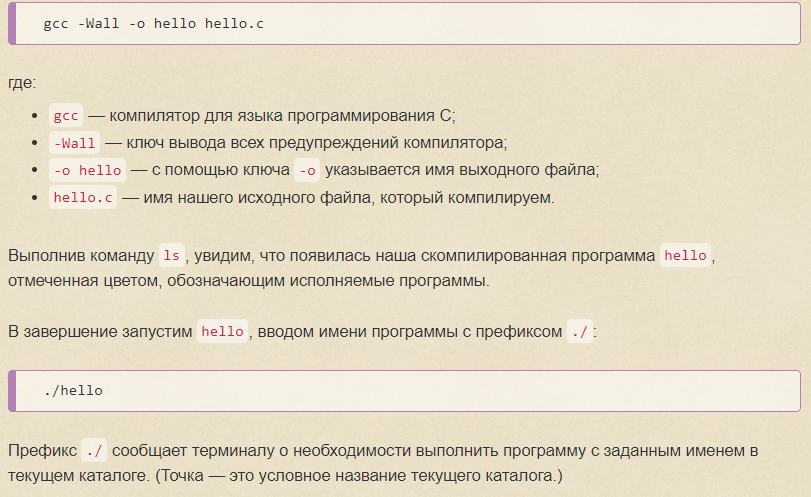 gcc -Wall -o hello hello.c
где:
• gcc — компилятор для языка программирования C;
• -Wall — ключ вывода всех предупреждений компилятора;
• -o hello — с помощью ключа -o указывается имя выходного файла;
• hello.c — имя нашего исходного файла, который компилируем.
Выполнив команду ls, увидим, что появилась наша скомпилированная программа hello,
отмеченная цветом, обозначающим исполняемые программы.
В завершение запустим hello, вводом имени программы с префиксом ./:
./hello
Префикс ./ сообщает терминалу о необходимости выполнить программу с заданным именем в
текущем каталоге. (Точка — это условное название текущего каталога.)